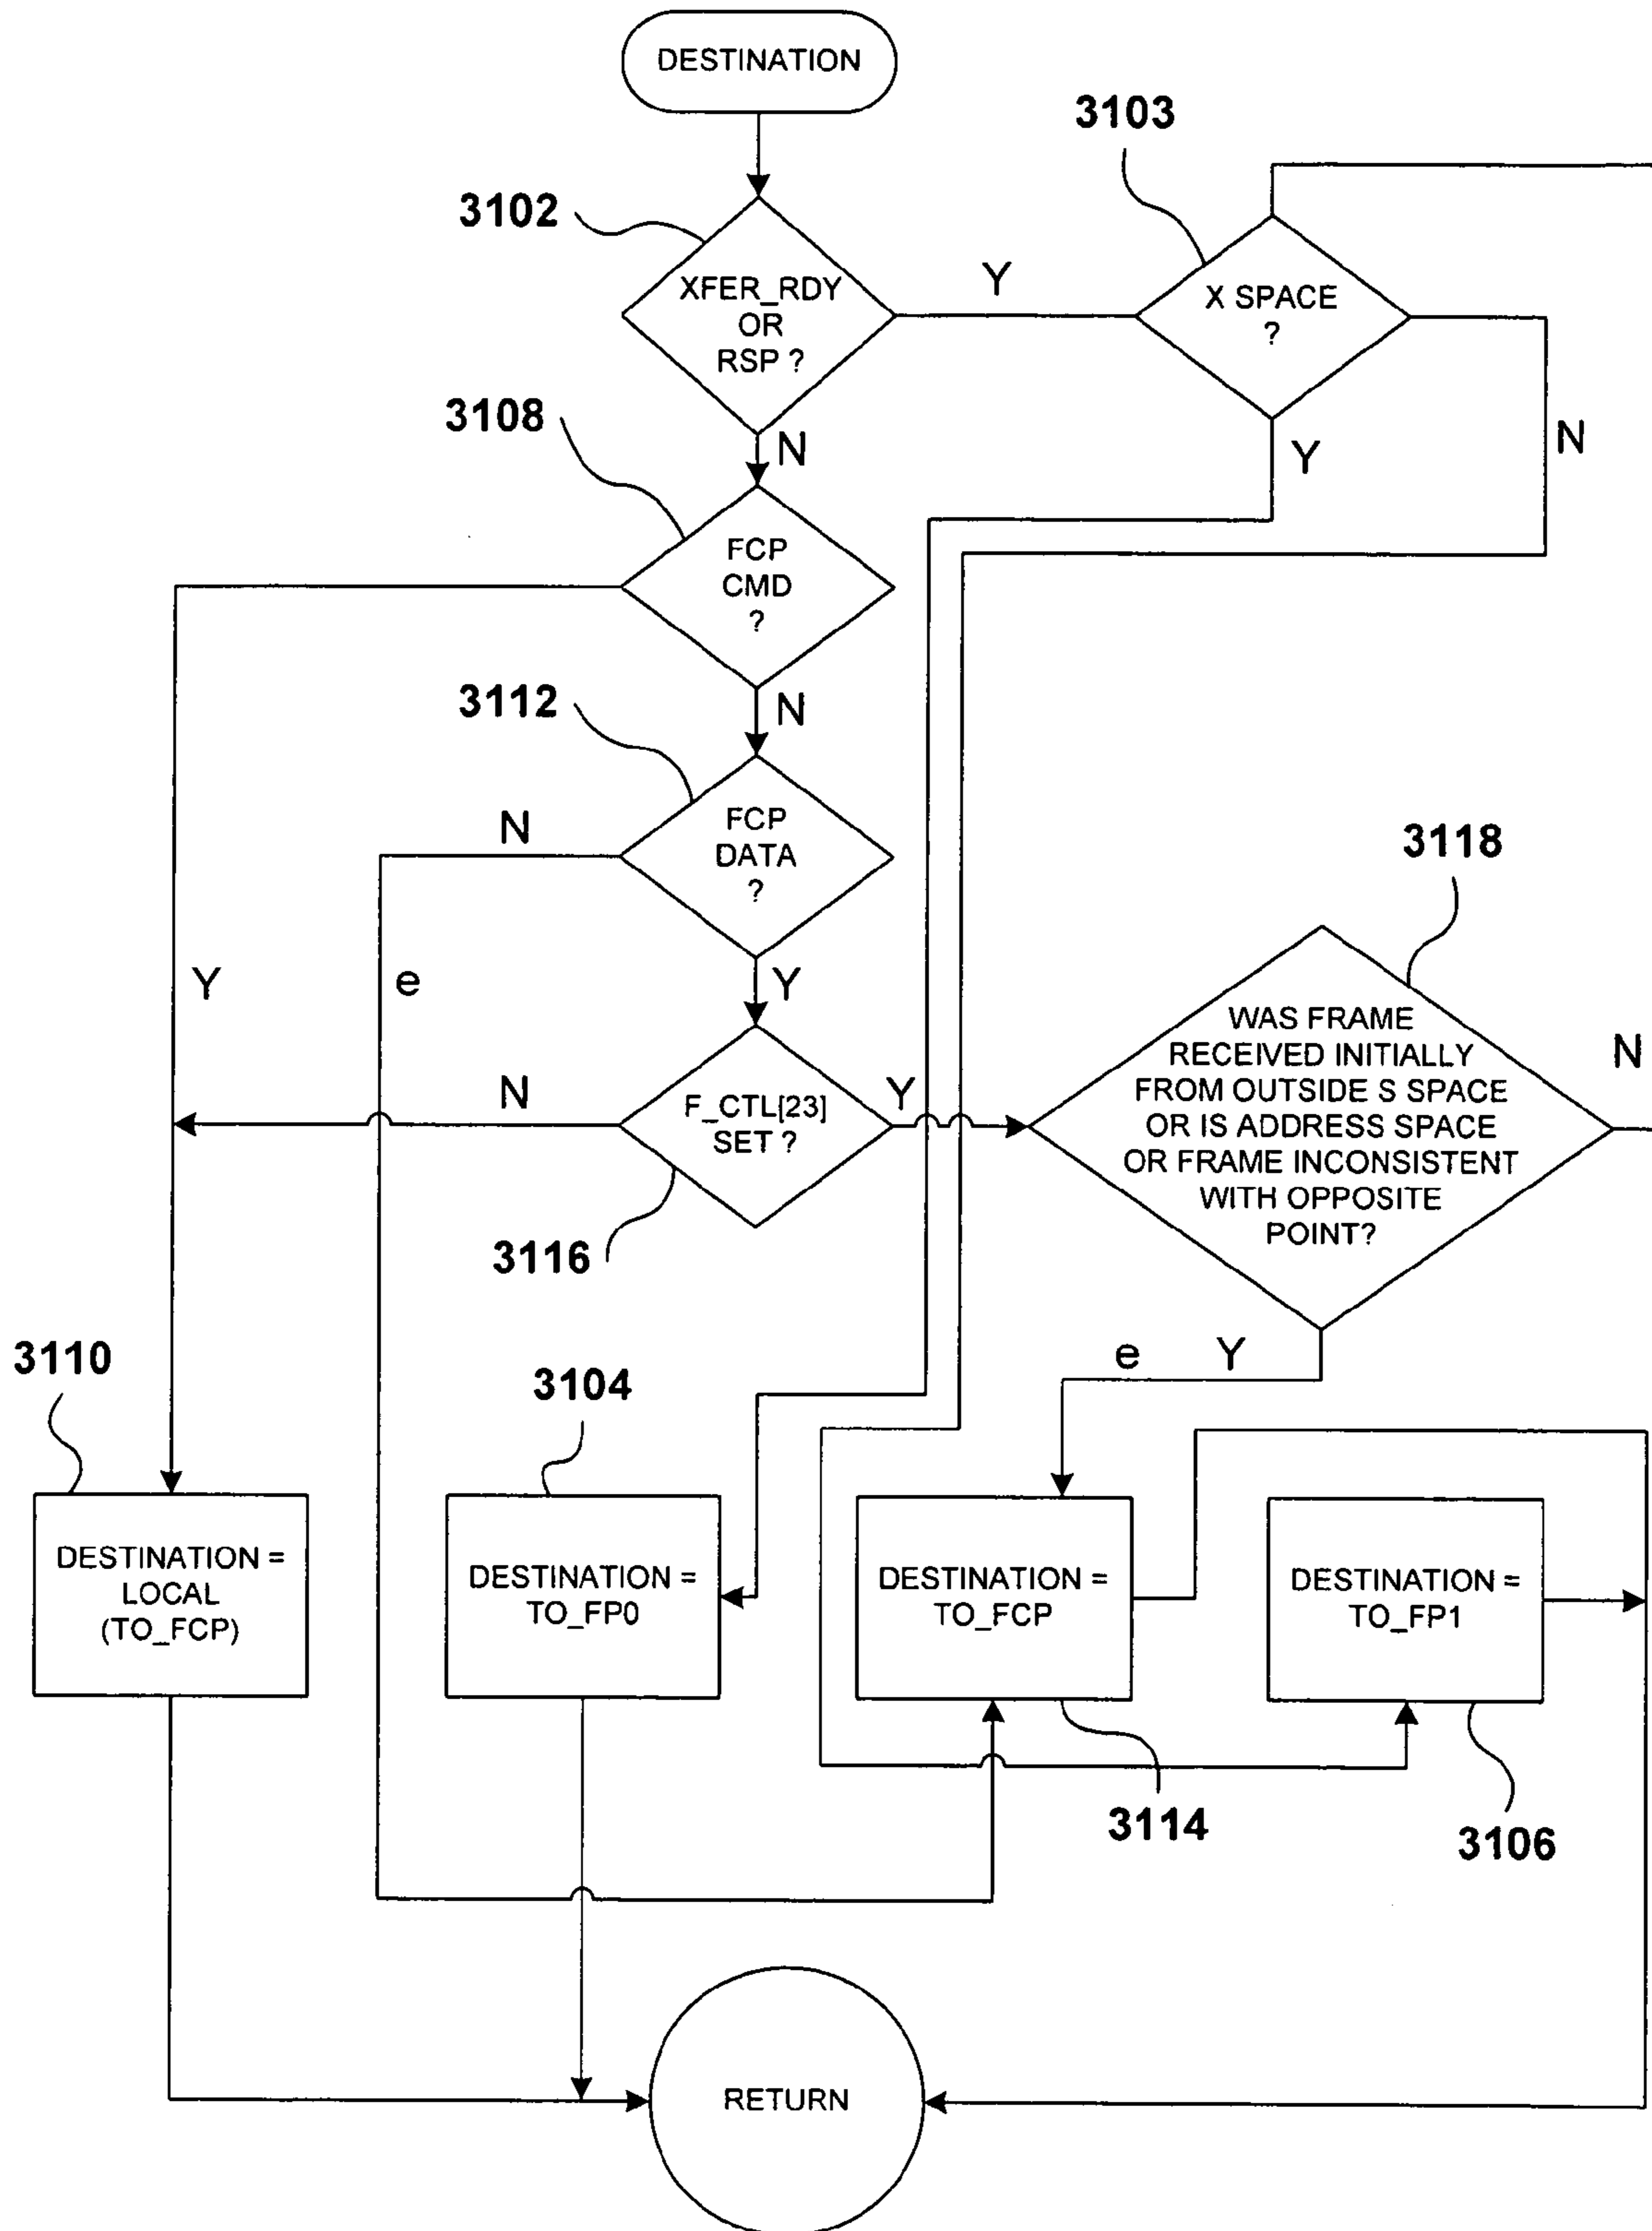 DESTINATION
3103
3102
XFER_RDY
OR
RSP ?
Y
X SPACE
?
N
Y
3108
N
FCP
CMD
?
3112
N
N
FCP
DATA
?
3118
Y
e
Y
WAS FRAME
RECEIVED INITIALLY
FROM OUTSIDE S SPACE
OR IS ADDRESS SPACE
OR FRAME INCONSISTENT
WITH OPPOSITE
POINT?
N
N
F_CTL[23]
SET ?
Y
3116
3110
3104
e
Y
DESTINATION =
LOCAL
(TO_FCP)
DESTINATION =
TO_FP0
DESTINATION =
TO_FCP
DESTINATION =
TO_FP1
3114
3106
RETURN